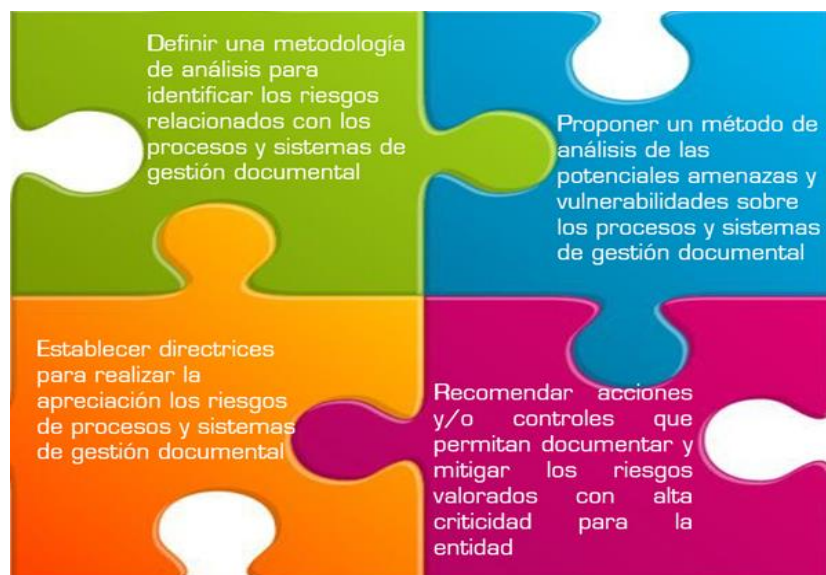 Definir una metodología
de análisis para
identificar los riesgos
relacionados con los
procesos y sistemas de
gestión documental
Proponer un método de
análisis de las
potenciales amenazas y
vulnerabilidades sobre
los procesos y sistemas
de gestión documental
Establecer directrices
para realizar la
apreciación los riesgos
de procesos y sistemas
de gestión documental
Recomendar acciones
y/o controles que
permitan documentar y
mitigar los riesgos
valorados con alta
criticidad para la
entidad